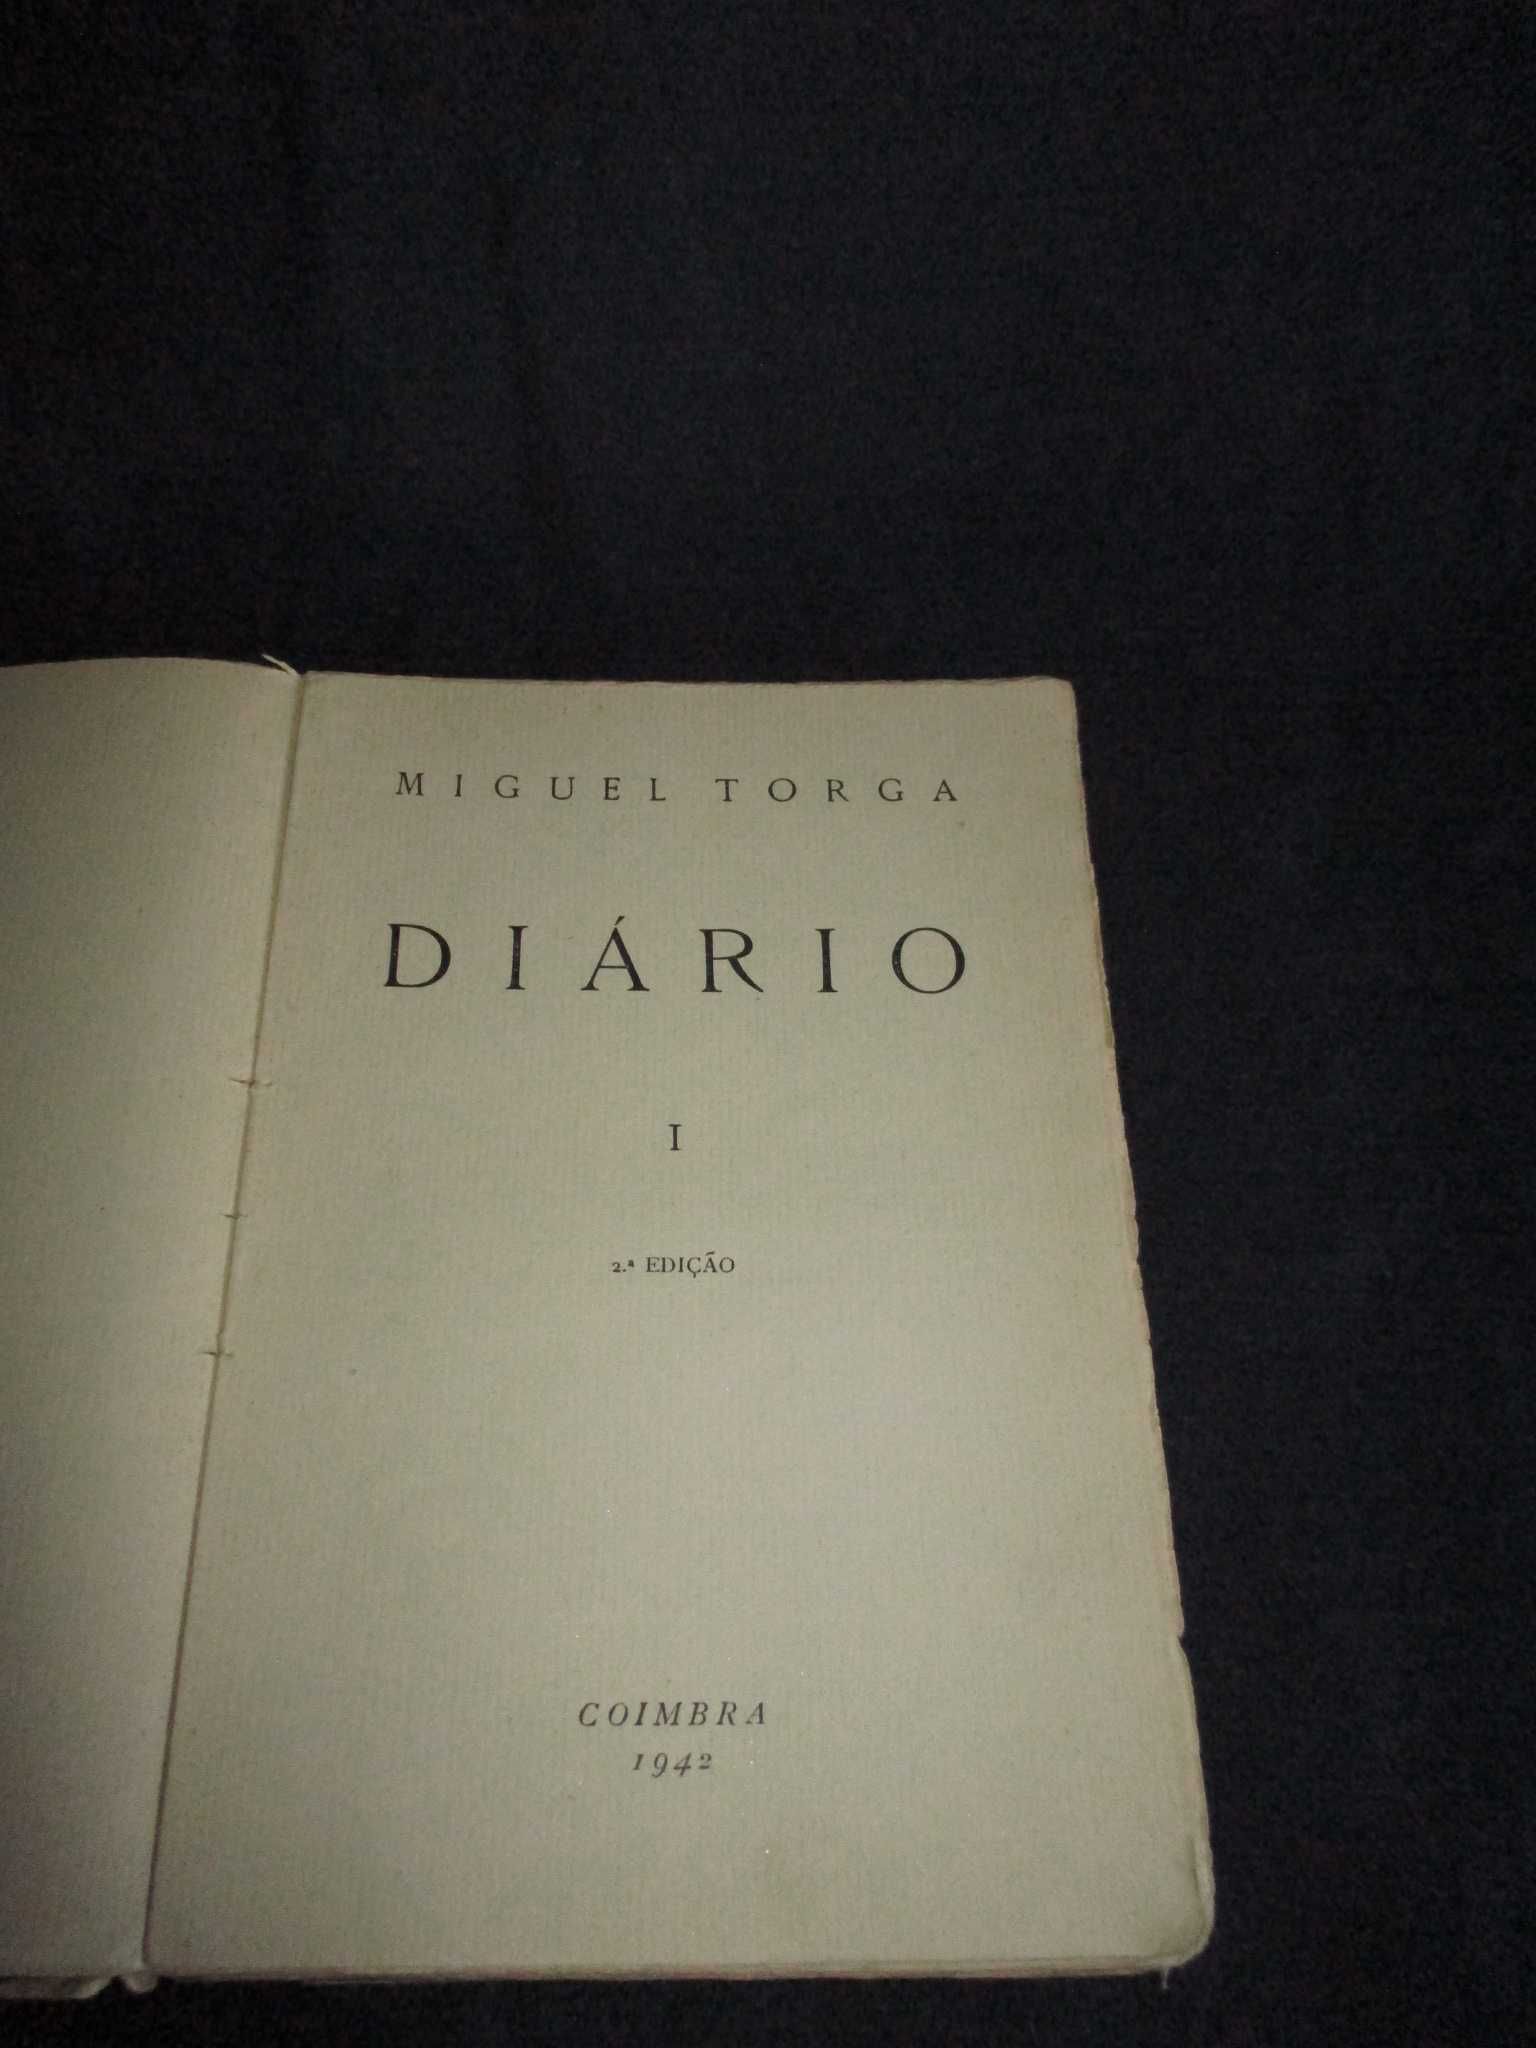 MIGUEL TORGA
DIÁRIO
I
2.ª EDIÇÃO
COIMBRA
1942